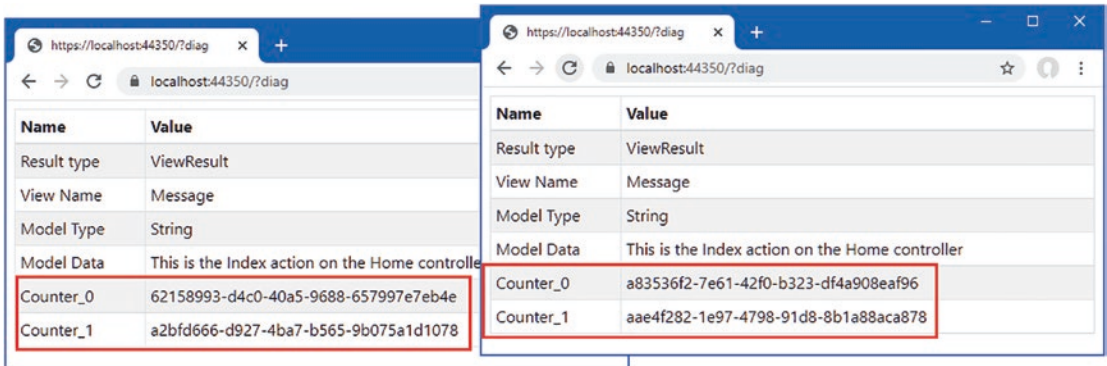 https://localhost:44350/?diag
localhost:44350/?diag
Name Value
Result type ViewResult
View Name Message
Model Type String
Model Data This is the Index action on the Home controlle
Counter_0 62158993-d4c0-40a5-9688-657997e7eb4e
Counter_1 a2bfd666-d927-4ba7-b565-9b075a1d1078
https://localhost:44350/?diag
localhost:44350/?diag
Name Value
Result type ViewResult
View Name Message
Model Type String
Model Data This is the Index action on the Home controller
Counter_0 a83536f2-7e61-42f0-b323-df4a908eaf96
Counter_1 aae4f282-1e97-4798-91d8-8b1a88aca878